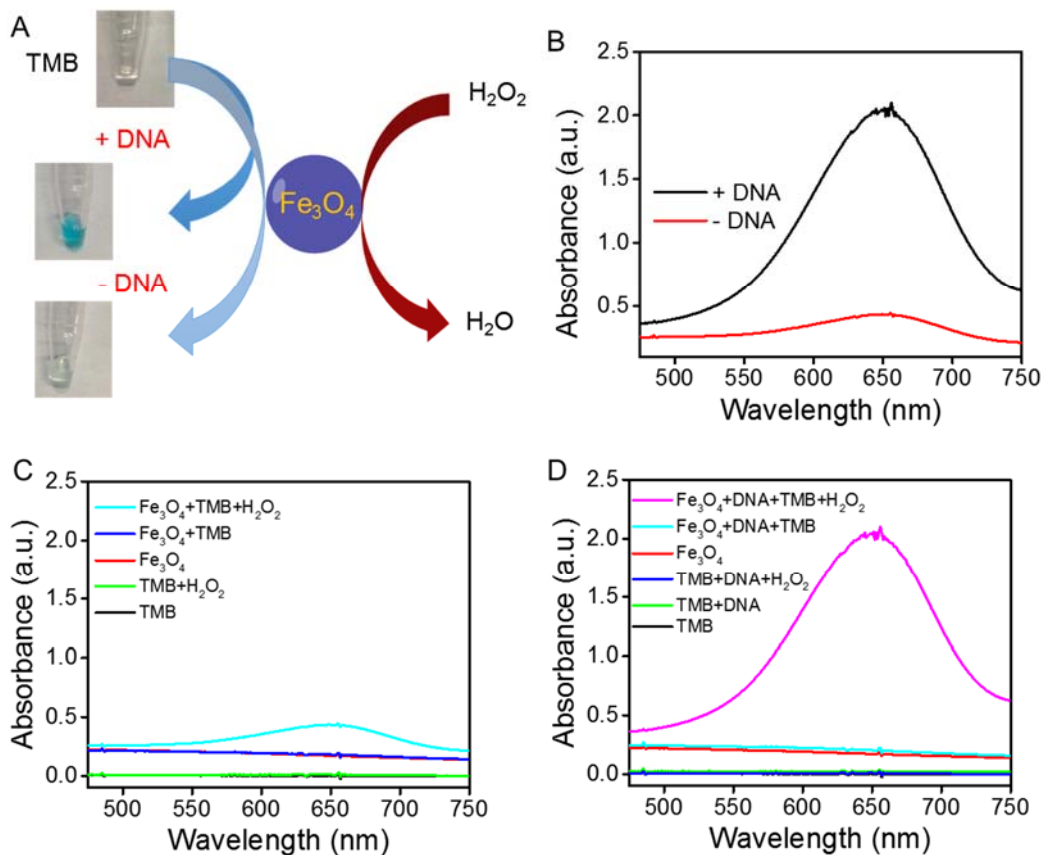 A
TMB
+ DNA
− DNA
Fe₃O₄
H₂O₂
H₂O
B
Absorbance (a.u.)
2.5
2.0
1.5
1.0
0.5
+ DNA
- DNA
500 550 600 650 700 750
Wavelength (nm)
C
Absorbance (a.u.)
2.5
2.0
1.5
1.0
0.5
0.0
Fe₃O₄+TMB+H₂O₂
Fe₃O₄+TMB
Fe₃O₄
TMB+H₂O₂
TMB
500 550 600 650 700 750
Wavelength (nm)
D
Absorbance (a.u.)
2.5
2.0
1.5
1.0
0.5
0.0
Fe₃O₄+DNA+TMB+H₂O₂
Fe₃O₄+DNA+TMB
Fe₃O₄
TMB+DNA+H₂O₂
TMB+DNA
TMB
500 550 600 650 700 750
Wavelength (nm)